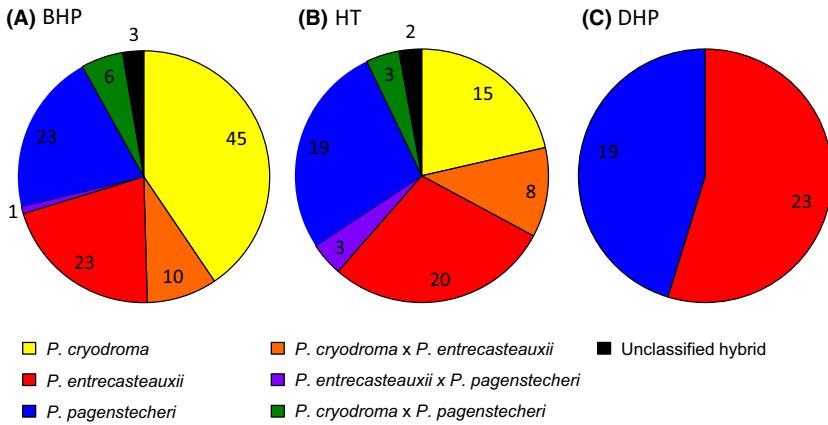 (A) BHP
(B) HT
(C) DHP
3
6
45
23
1
23
10
2
3
15
19
8
3
20
19
23
P. cryodroma
P. cryodroma x P. entrecasteauxii
Unclassified hybrid
P. entrecasteauxii
P. entrecasteauxii x P. pagenstecheri
P. pagenstecheri
P. cryodroma x P. pagenstecheri